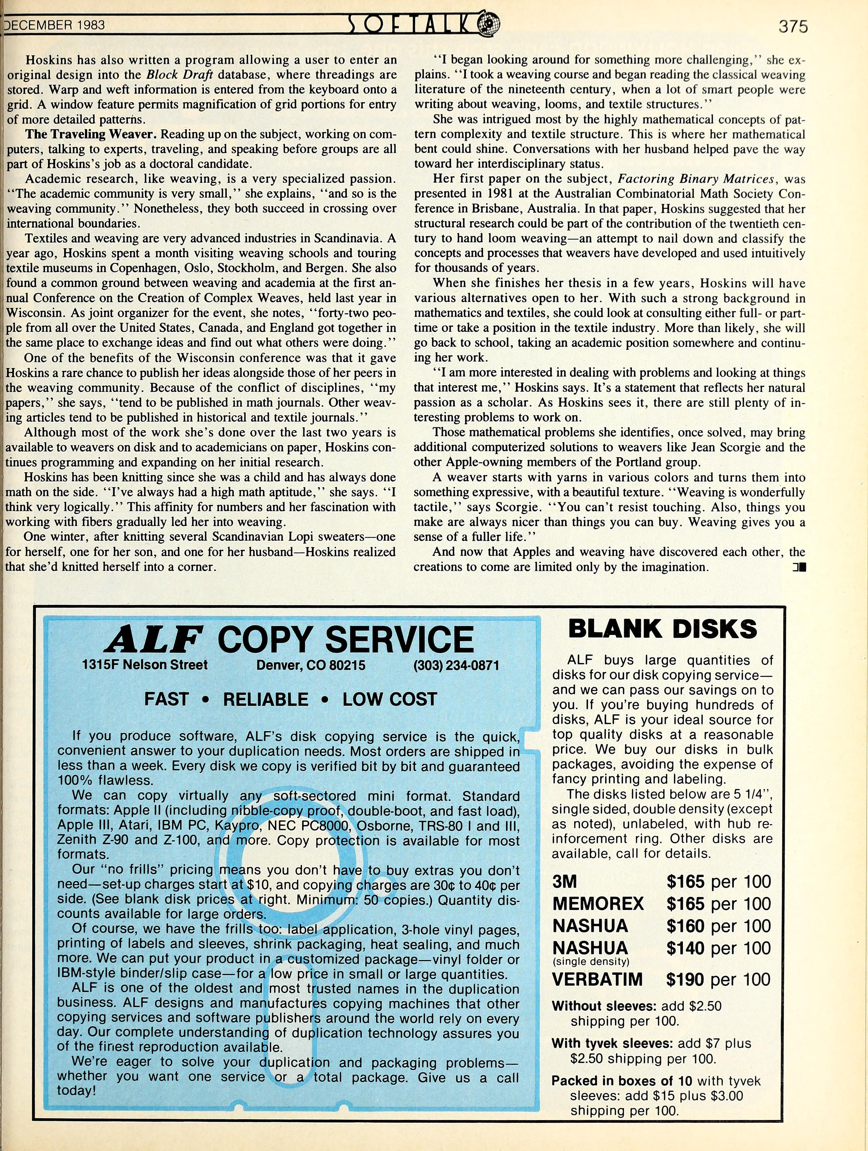 DECEMBER 1983
SOFTALK
375
Hoskins has also written a program allowing a user to enter an
original design into the Block Draft database, where threadings are
stored. Warp and weft information is entered from the keyboard onto a
grid. A window feature permits magnification of grid portions for entry
of more detailed patterns.
The Traveling Weaver. Reading up on the subject, working on com-
puters, talking to experts, traveling, and speaking before groups are all
part of Hoskins's job as a doctoral candidate.
Academic research, like weaving, is a very specialized passion.
"The academic community is very small," she explains, "and so is the
weaving community." Nonetheless, they both succeed in crossing over
international boundaries.
Textiles and weaving are very advanced industries in Scandinavia. A
year ago, Hoskins spent a month visiting weaving schools and touring
textile museums in Copenhagen, Oslo, Stockholm, and Bergen. She also
found a common ground between weaving and academia at the first an-
nual Conference on the Creation of Complex Weaves, held last year in
Wisconsin. As joint organizer for the event, she notes, "forty-two peo-
ple from all over the United States, Canada, and England got together in
the same place to exchange ideas and find out what others were doing."
One of the benefits of the Wisconsin conference was that it gave
Hoskins a rare chance to publish her ideas alongside those of her peers in
the weaving community. Because of the conflict of disciplines, "my
papers," she says, "tend to be published in math journals. Other weav-
ing articles tend to be published in historical and textile journals."
Although most of the work she's done over the last two years is
available to weavers on disk and to academicians on paper, Hoskins con-
tinues programming and expanding on her initial research.
Hoskins has been knitting since she was a child and has always done
math on the side. "I've always had a high math aptitude," she says. "I
think very logically." This affinity for numbers and her fascination with
working with fibers gradually led her into weaving.
One winter, after knitting several Scandinavian Lopi sweaters—one
for herself, one for her son, and one for her husband—Hoskins realized
that she'd knitted herself into a corner.
"I began looking around for something more challenging," she ex-
plains. "I took a weaving course and began reading the classical weaving
literature of the nineteenth century, when a lot of smart people were
writing about weaving, looms, and textile structures."
She was intrigued most by the highly mathematical concepts of pat-
tern complexity and textile structure. This is where her mathematical
bent could shine. Conversations with her husband helped pave the way
toward her interdisciplinary status.
Her first paper on the subject, Factoring Binary Matrices, was
presented in 1981 at the Australian Combinatorial Math Society Con-
ference in Brisbane, Australia. In that paper, Hoskins suggested that her
structural research could be part of the contribution of the twentieth cen-
tury to hand loom weaving—an attempt to nail down and classify the
concepts and processes that weavers have developed and used intuitively
for thousands of years.
When she finishes her thesis in a few years, Hoskins will have
various alternatives open to her. With such a strong background in
mathematics and textiles, she could look at consulting either full- or part-
time or take a position in the textile industry. More than likely, she will
go back to school, taking an academic position somewhere and continu-
ing her work.
"I am more interested in dealing with problems and looking at things
that interest me," Hoskins says. It's a statement that reflects her natural
passion as a scholar. As Hoskins sees it, there are still plenty of in-
teresting problems to work on.
Those mathematical problems she identifies, once solved, may bring
additional computerized solutions to weavers like Jean Scorgie and the
other Apple-owning members of the Portland group.
A weaver starts with yarns in various colors and turns them into
something expressive, with a beautiful texture. "Weaving is wonderfully
tactile," says Scorgie. "You can't resist touching. Also, things you
make are always nicer than things you can buy. Weaving gives you a
sense of a fuller life."
And now that Apples and weaving have discovered each other, the
creations to come are limited only by the imagination.
ALF COPY SERVICE
1315F Nelson Street Denver, CO 80215 (303) 234-0871
FAST • RELIABLE • LOW COST
If you produce software, ALF's disk copying service is the quick,
convenient answer to your duplication needs. Most orders are shipped in
less than a week. Every disk we copy is verified bit by bit and guaranteed
100% flawless.
We can copy virtually any soft-sectored mini format. Standard
formats: Apple II (including nibble-copy proof, double-boot, and fast load),
Apple III, Atari, IBM PC, Kaypro, NEC PC8000, Osborne, TRS-80 I and III,
Zenith Z-90 and Z-100, and more. Copy protection is available for most
formats.
Our "no frills" pricing means you don't have to buy extras you don't
need—set-up charges start at $10, and copying charges are 30¢ to 40¢ per
side. (See blank disk prices at right. Minimum: 50 copies.) Quantity dis-
counts available for large orders.
Of course, we have the frills too: label application, 3-hole vinyl pages,
printing of labels and sleeves, shrink packaging, heat sealing, and much
more. We can put your product in a customized package—vinyl folder or
IBM-style binder/slip case—for a low price in small or large quantities.
ALF is one of the oldest and most trusted names in the duplication
business. ALF designs and manufactures copying machines that other
copying services and software publishers around the world rely on every
day. Our complete understanding of duplication technology assures you
of the finest reproduction available.
We're eager to solve your duplication and packaging problems—
whether you want one service or a total package. Give us a call
today!
BLANK DISKS
ALF buys large quantities of
disks for our disk copying service—
and we can pass our savings on to
you. If you're buying hundreds of
disks, ALF is your ideal source for
top quality disks at a reasonable
price. We buy our disks in bulk
packages, avoiding the expense of
fancy printing and labeling.
The disks listed below are 5 1/4",
single sided, double density (except
as noted), unlabeled, with hub re-
inforcement ring. Other disks are
available, call for details.
3M $165 per 100
MEMOREX $165 per 100
NASHUA $160 per 100
NASHUA $140 per 100
(single density)
VERBATIM $190 per 100
Without sleeves: add $2.50
shipping per 100.
With tyvek sleeves: add $7 plus
$2.50 shipping per 100.
Packed in boxes of 10 with tyvek
sleeves: add $15 plus $3.00
shipping per 100.